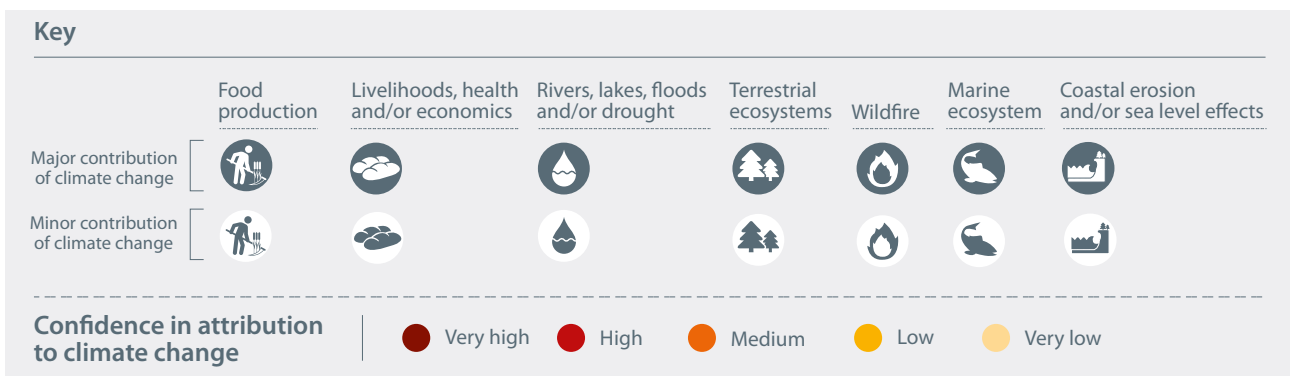 Key
Food
production
Livelihoods, health
and/or economics
Rivers, lakes, floods
and/or drought
Terrestrial
ecosystems
Wildfire
Marine
ecosystem
Coastal erosion
and/or sea level effects
Major contribution
of climate change
Minor contribution
of climate change
Confidence in attribution
to climate change
Very high
High
Medium
Low
Very low